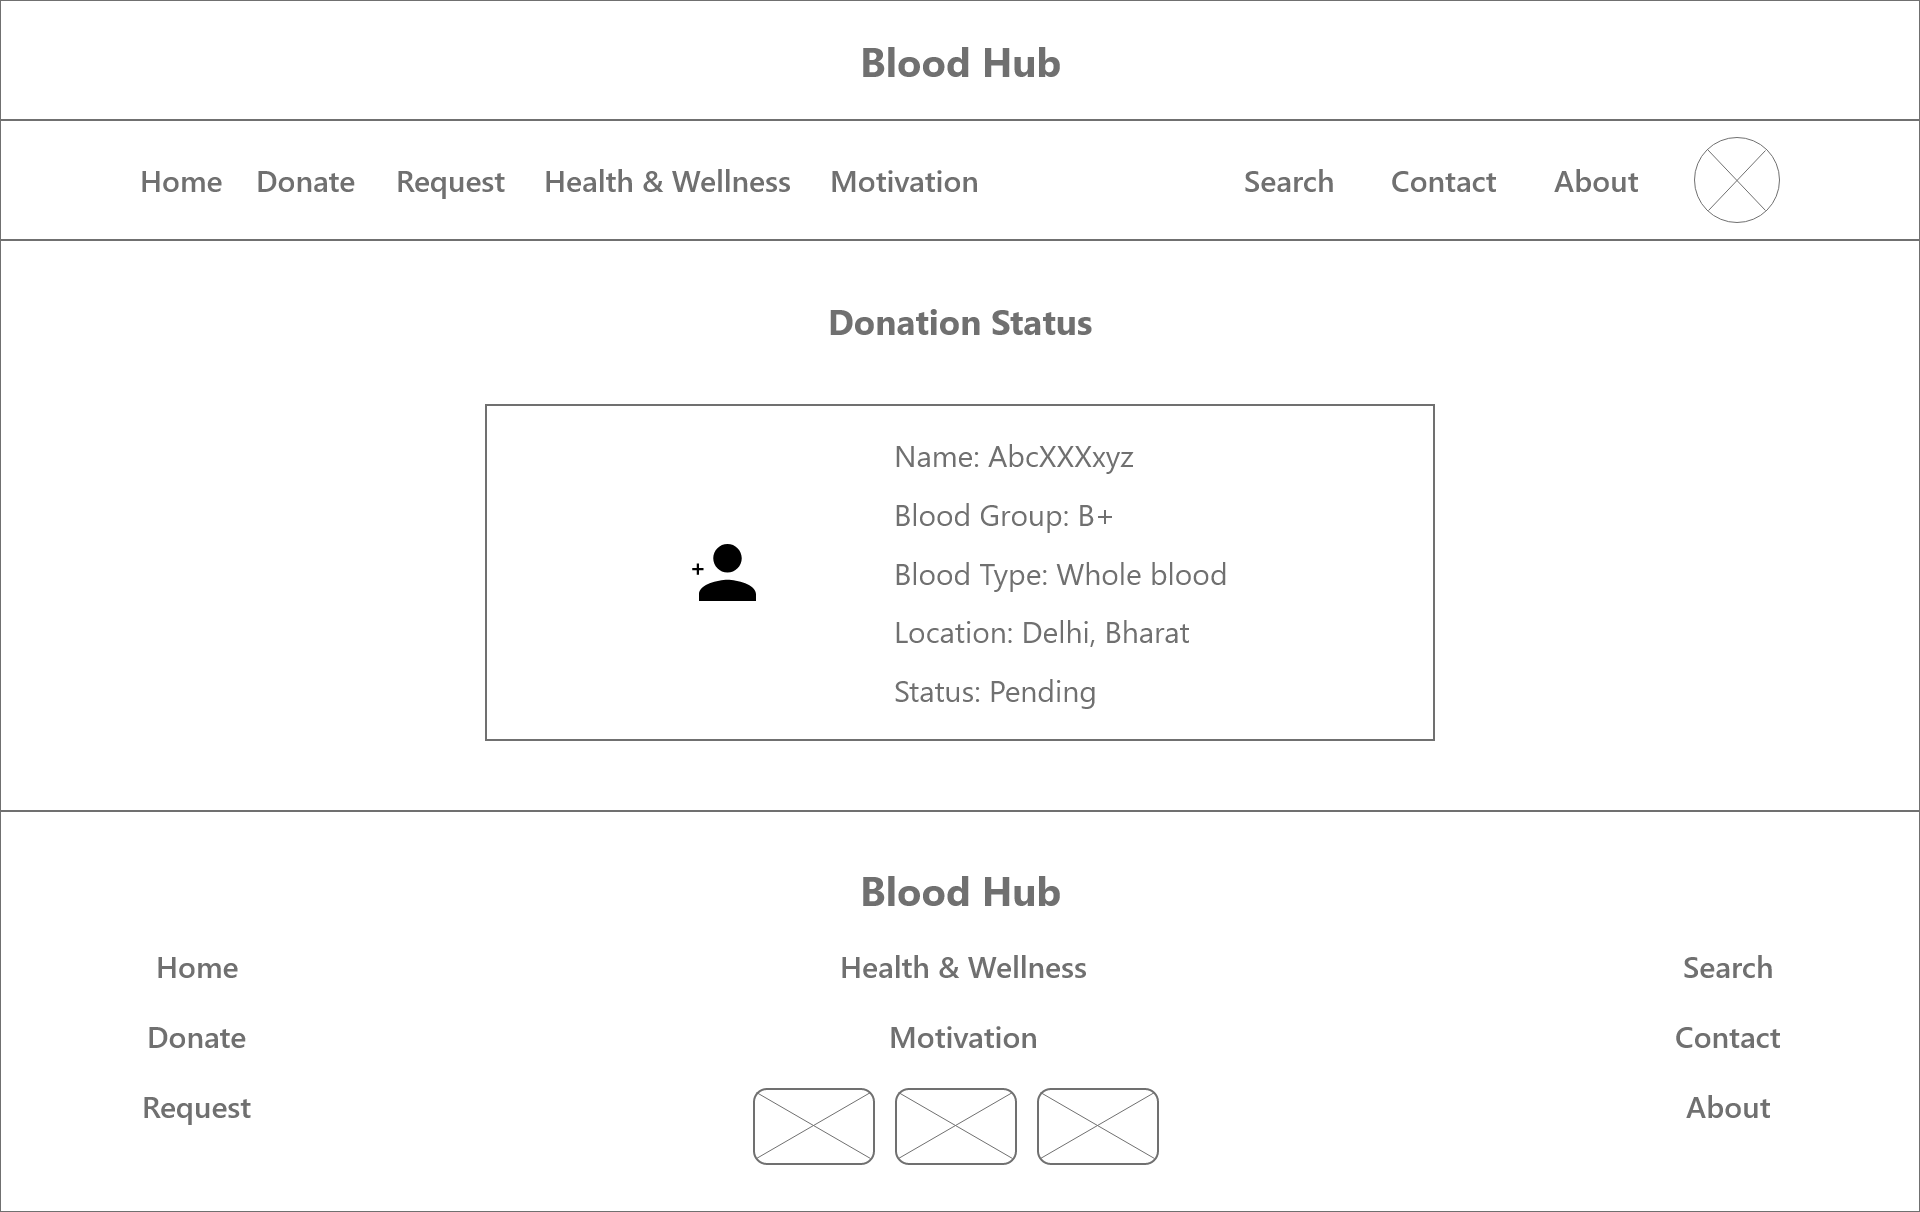 Blood Hub
Home Donate Request Health & Wellness Motivation Search Contact About
Donation Status
Name: AbcXXXxyz
Blood Group: B+
Blood Type: Whole blood
Location: Delhi, Bharat
Status: Pending
Blood Hub
Home Health & Wellness Search
Donate Motivation Contact
Request About